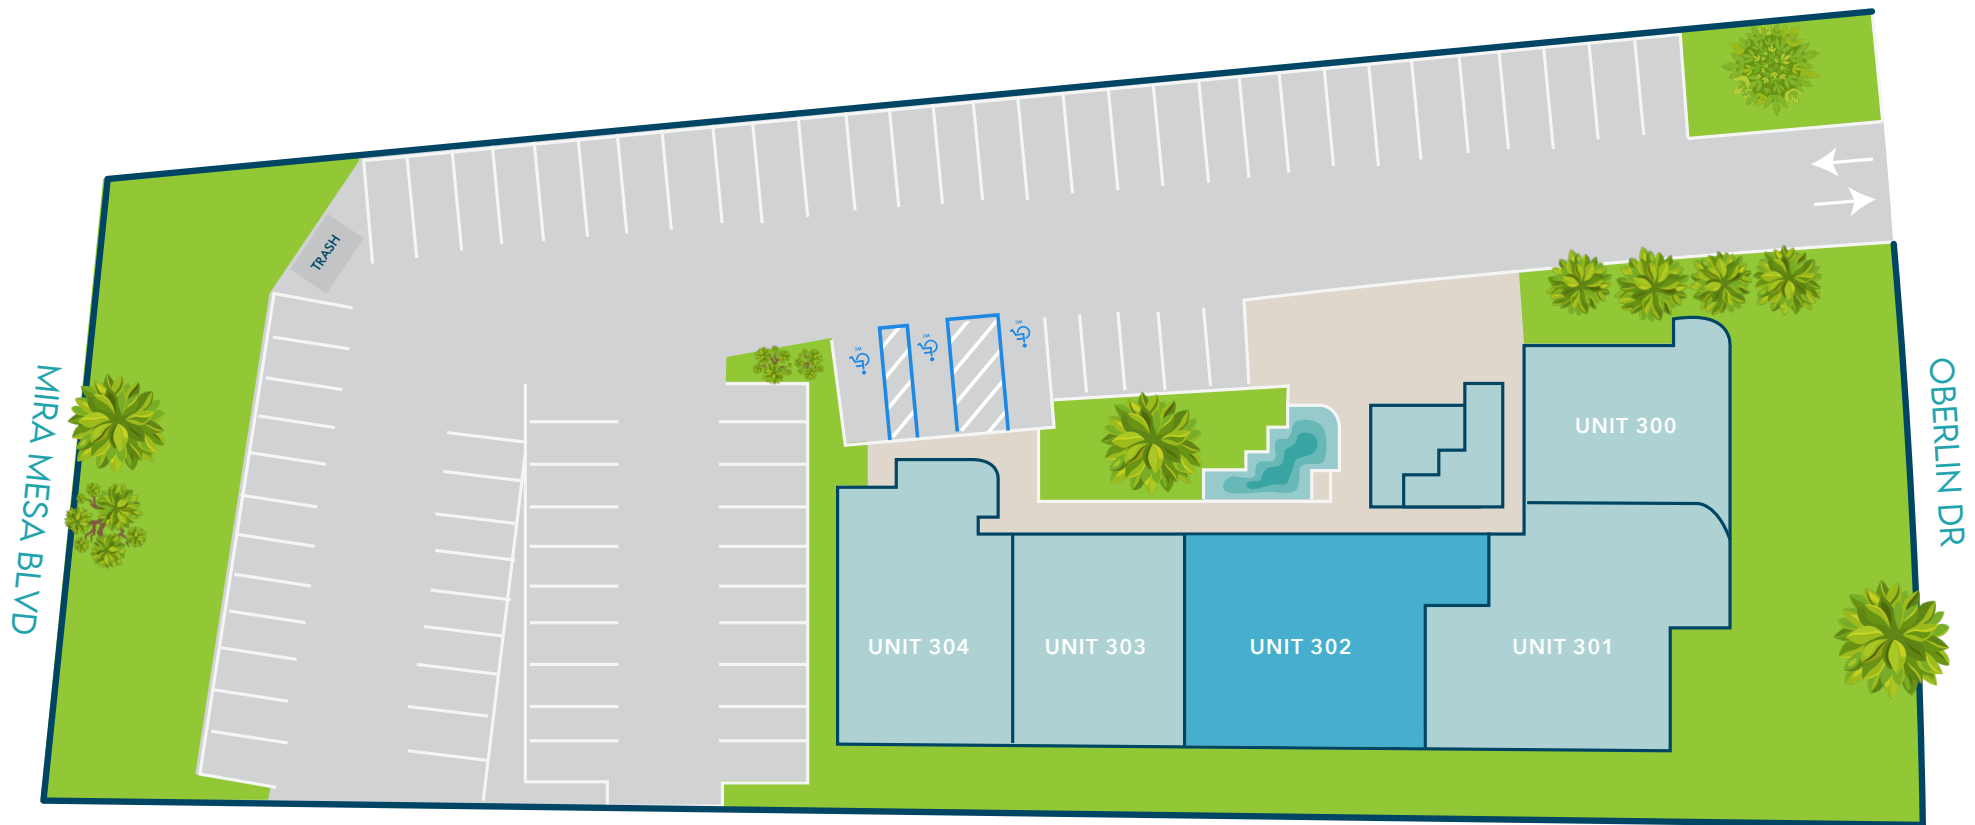 TRASH
MIRA MESA BLVD
OBERLIN DR
UNIT 300
UNIT 304
UNIT 303
UNIT 302
UNIT 301